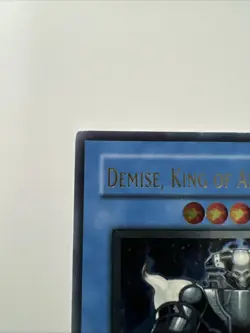 DEMISE, KING OF A